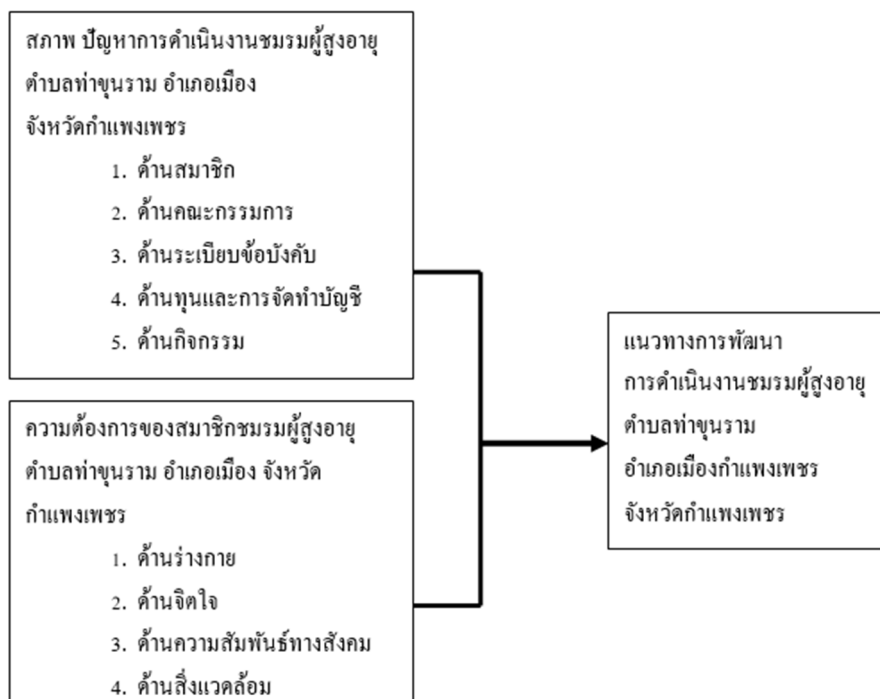 สภาพ ปัญหาการดำเนินงานชมรมผู้สูงอายุ
ตำบลท่าขุนราม อำเภอเมือง
จังหวัดกำแพงเพชร
1. ด้านสมาชิก
2. ด้านคณะกรรมการ
3. ด้านระเบียบข้อบังคับ
4. ด้านทุนและการจัดทำบัญชี
5. ด้านกิจกรรม
ความต้องการของสมาชิกชมรมผู้สูงอายุ
ตำบลท่าขุนราม อำเภอเมือง จังหวัด
กำแพงเพชร
1. ด้านร่างกาย
2. ด้านจิตใจ
3. ด้านความสัมพันธ์ทางสังคม
4. ด้านสิ่งแวดล้อม
แนวทางการพัฒนา
การดำเนินงานชมรมผู้สูงอายุ
ตำบลท่าขุนราม
อำเภอเมืองกำแพงเพชร
จังหวัดกำแพงเพชร